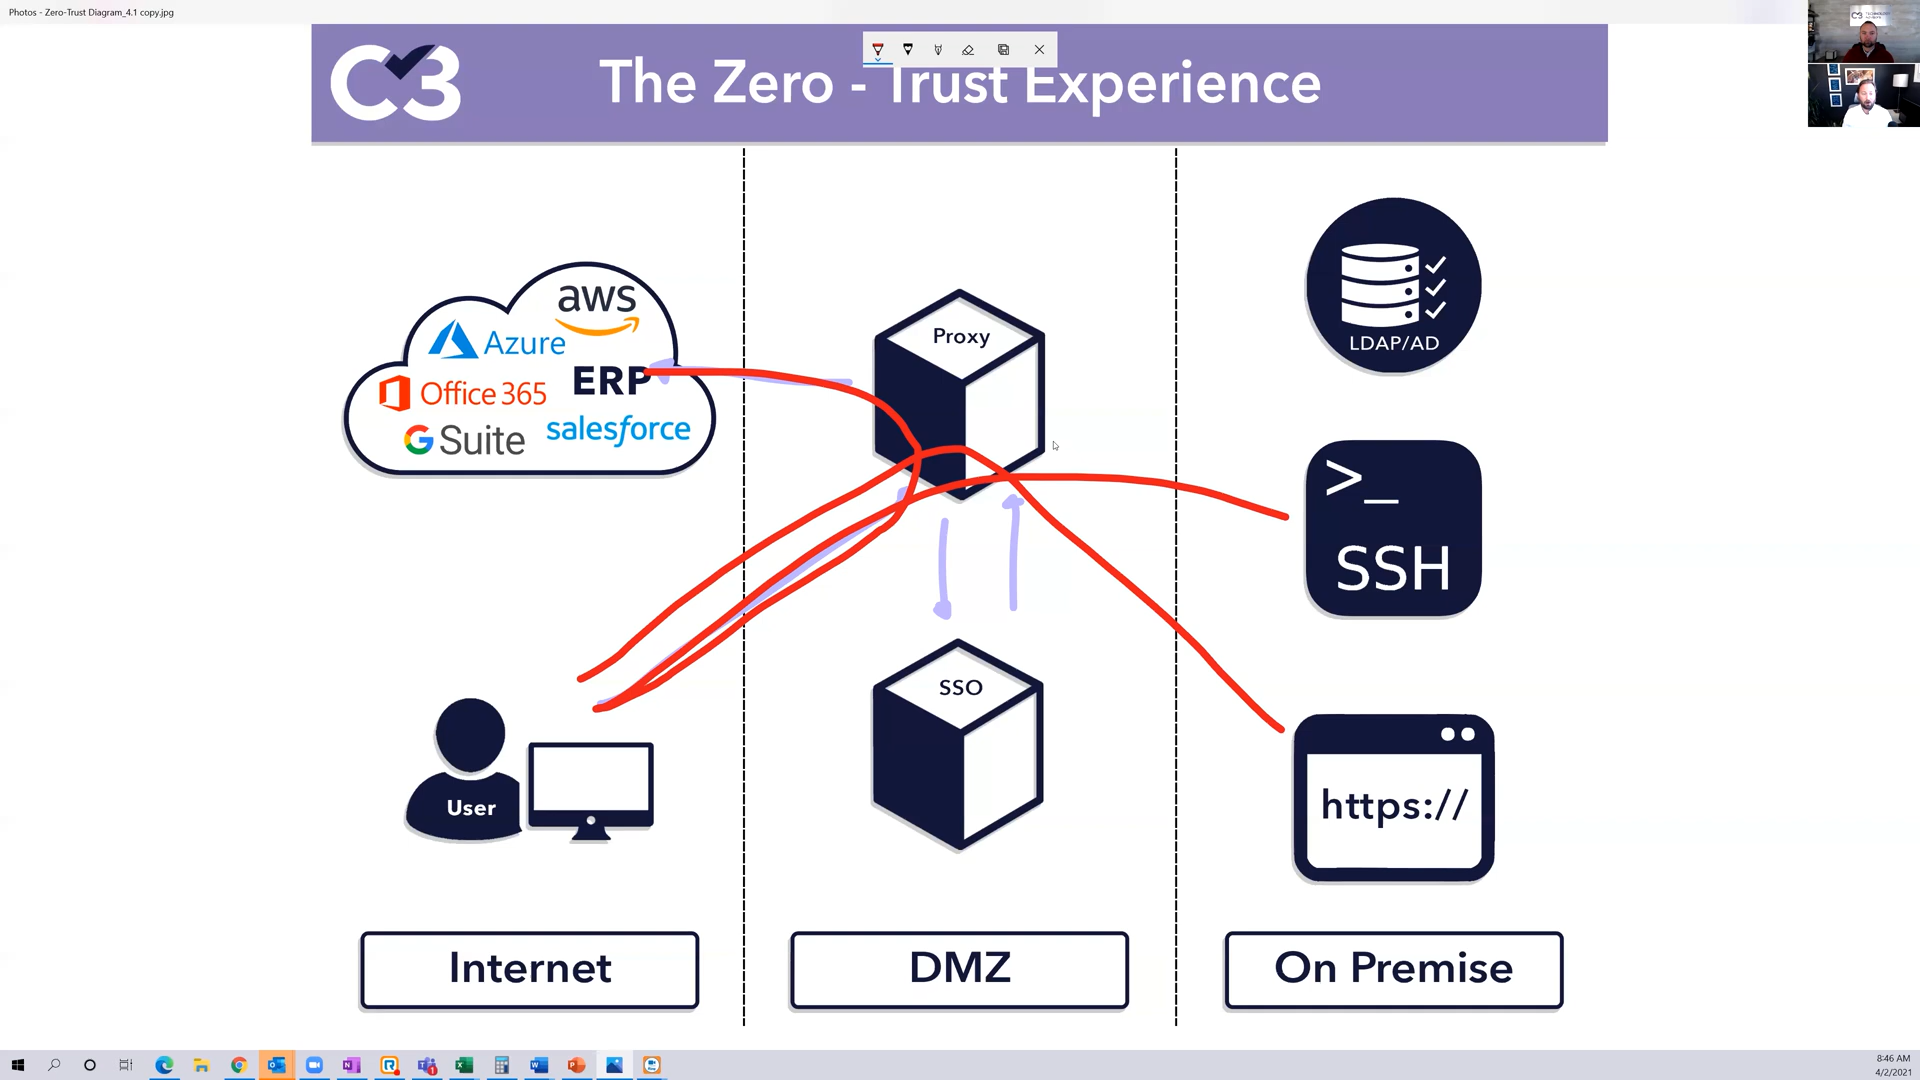 Photos - Zero-Trust Diagram_4.1 copy.jpg
C3
The Zero - Trust Experience
aws
Azure
ERP
Office 365
G Suite
salesforce
Proxy
LDAP/AD
>_
SSH
SSO
User
https://
Internet
DMZ
On Premise
8:46 AM
4/2/2021